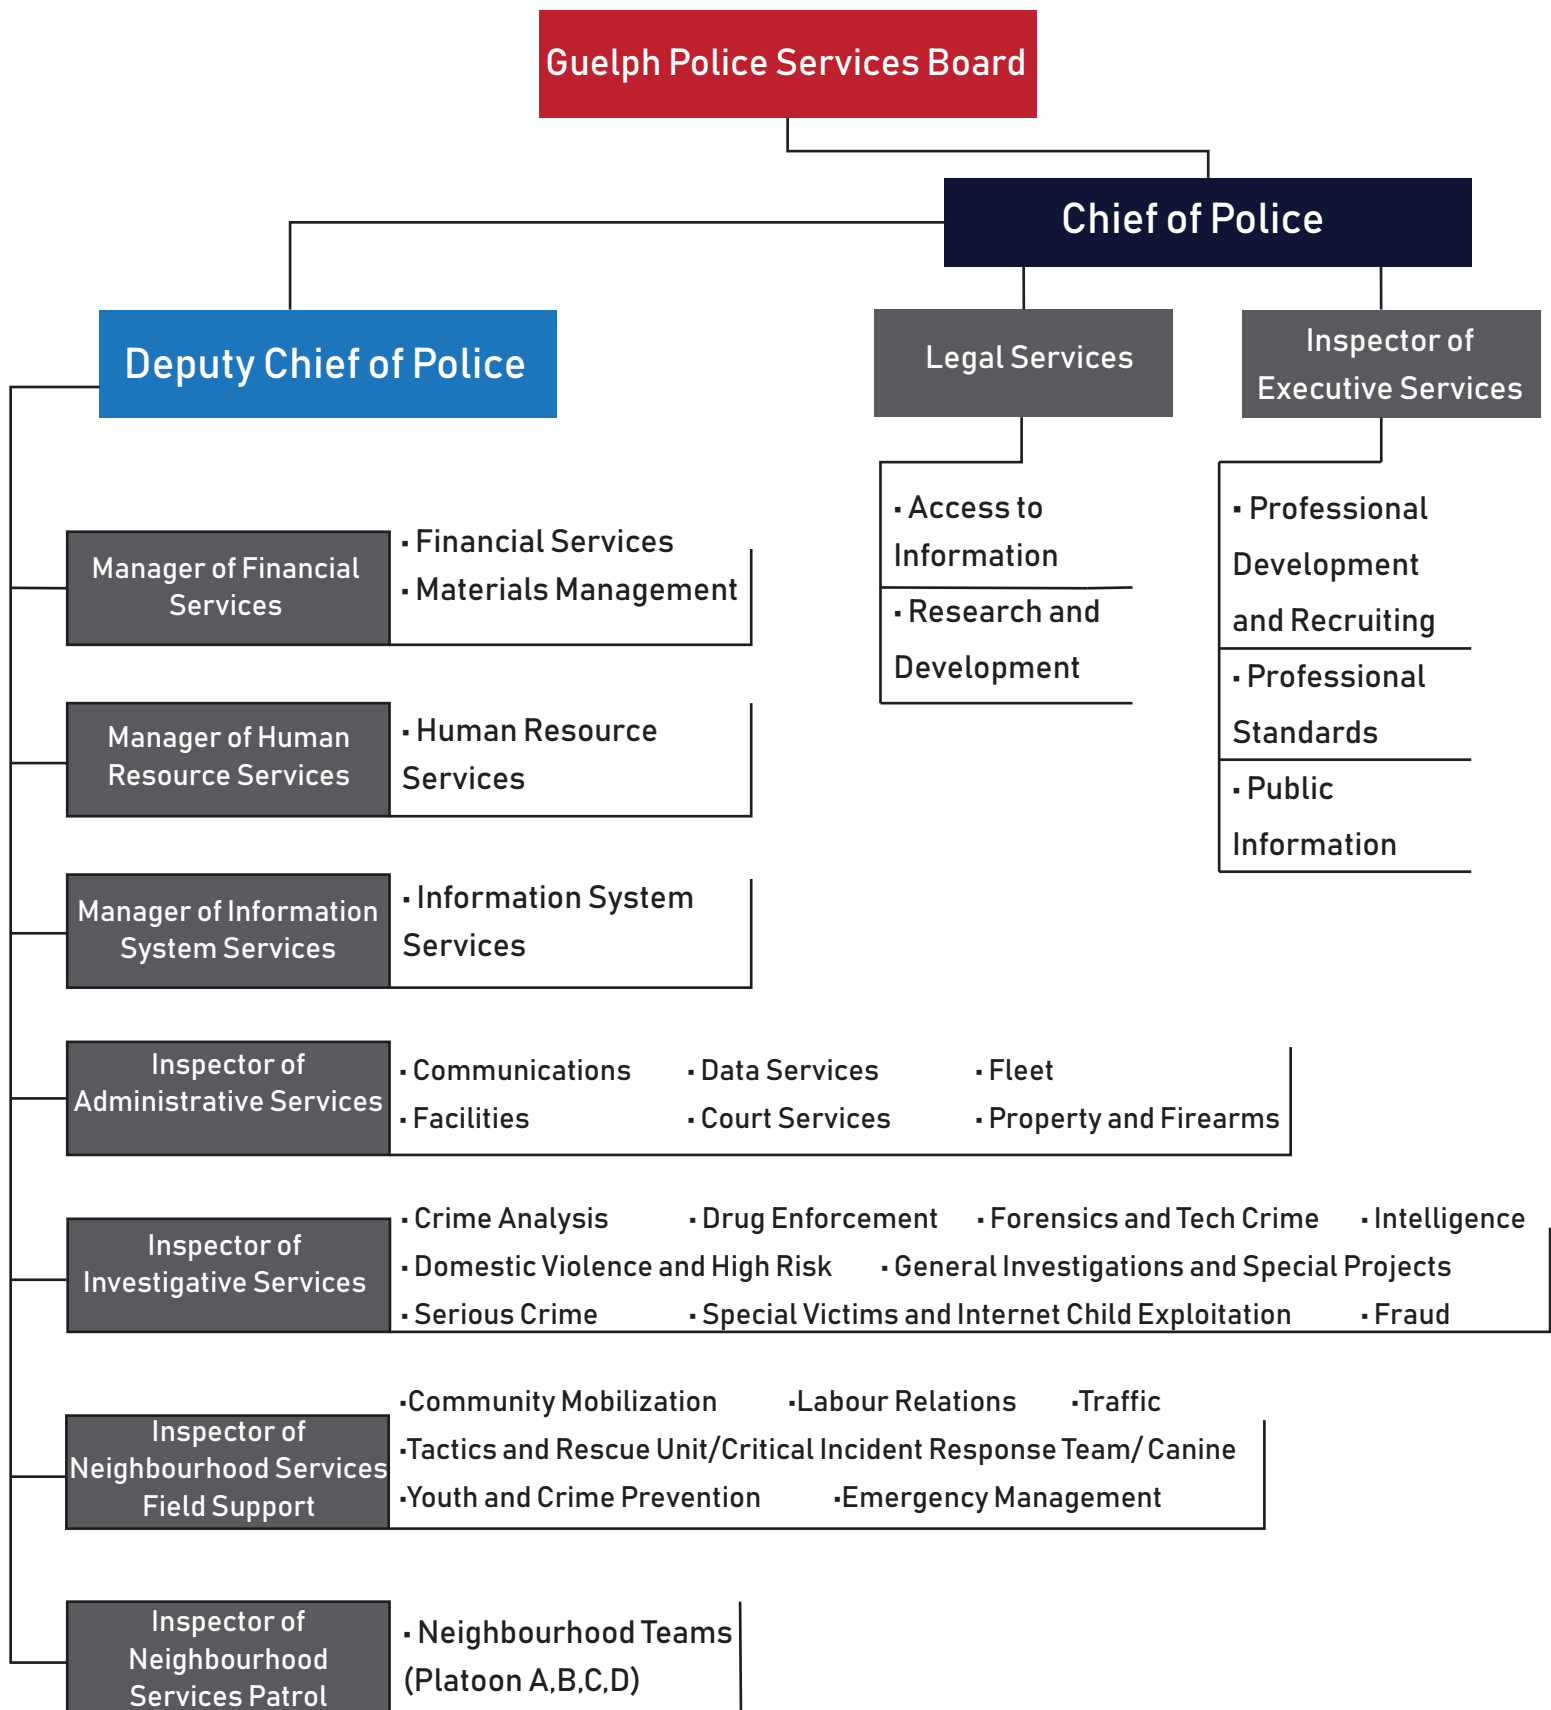 Guelph Police Services Board
Chief of Police
Deputy Chief of Police
Legal Services
Inspector of
Executive Services
▪ Access to
Information
▪ Research and
Development
▪ Professional
Development
and Recruiting
▪ Professional
Standards
▪ Public
Information
Manager of Financial
Services
▪ Financial Services
▪ Materials Management
Manager of Human
Resource Services
▪ Human Resource
Services
Manager of Information
System Services
▪ Information System
Services
Inspector of
Administrative Services
▪ Communications ▪ Data Services ▪ Fleet
▪ Facilities ▪ Court Services ▪ Property and Firearms
Inspector of
Investigative Services
▪ Crime Analysis ▪ Drug Enforcement ▪ Forensics and Tech Crime ▪ Intelligence
▪ Domestic Violence and High Risk ▪ General Investigations and Special Projects
▪ Serious Crime ▪ Special Victims and Internet Child Exploitation ▪ Fraud
Inspector of
Neighbourhood Services
Field Support
▪Community Mobilization ▪Labour Relations ▪Traffic
▪Tactics and Rescue Unit/Critical Incident Response Team/ Canine
▪Youth and Crime Prevention ▪Emergency Management
Inspector of
Neighbourhood
Services Patrol
▪ Neighbourhood Teams
(Platoon A,B,C,D)